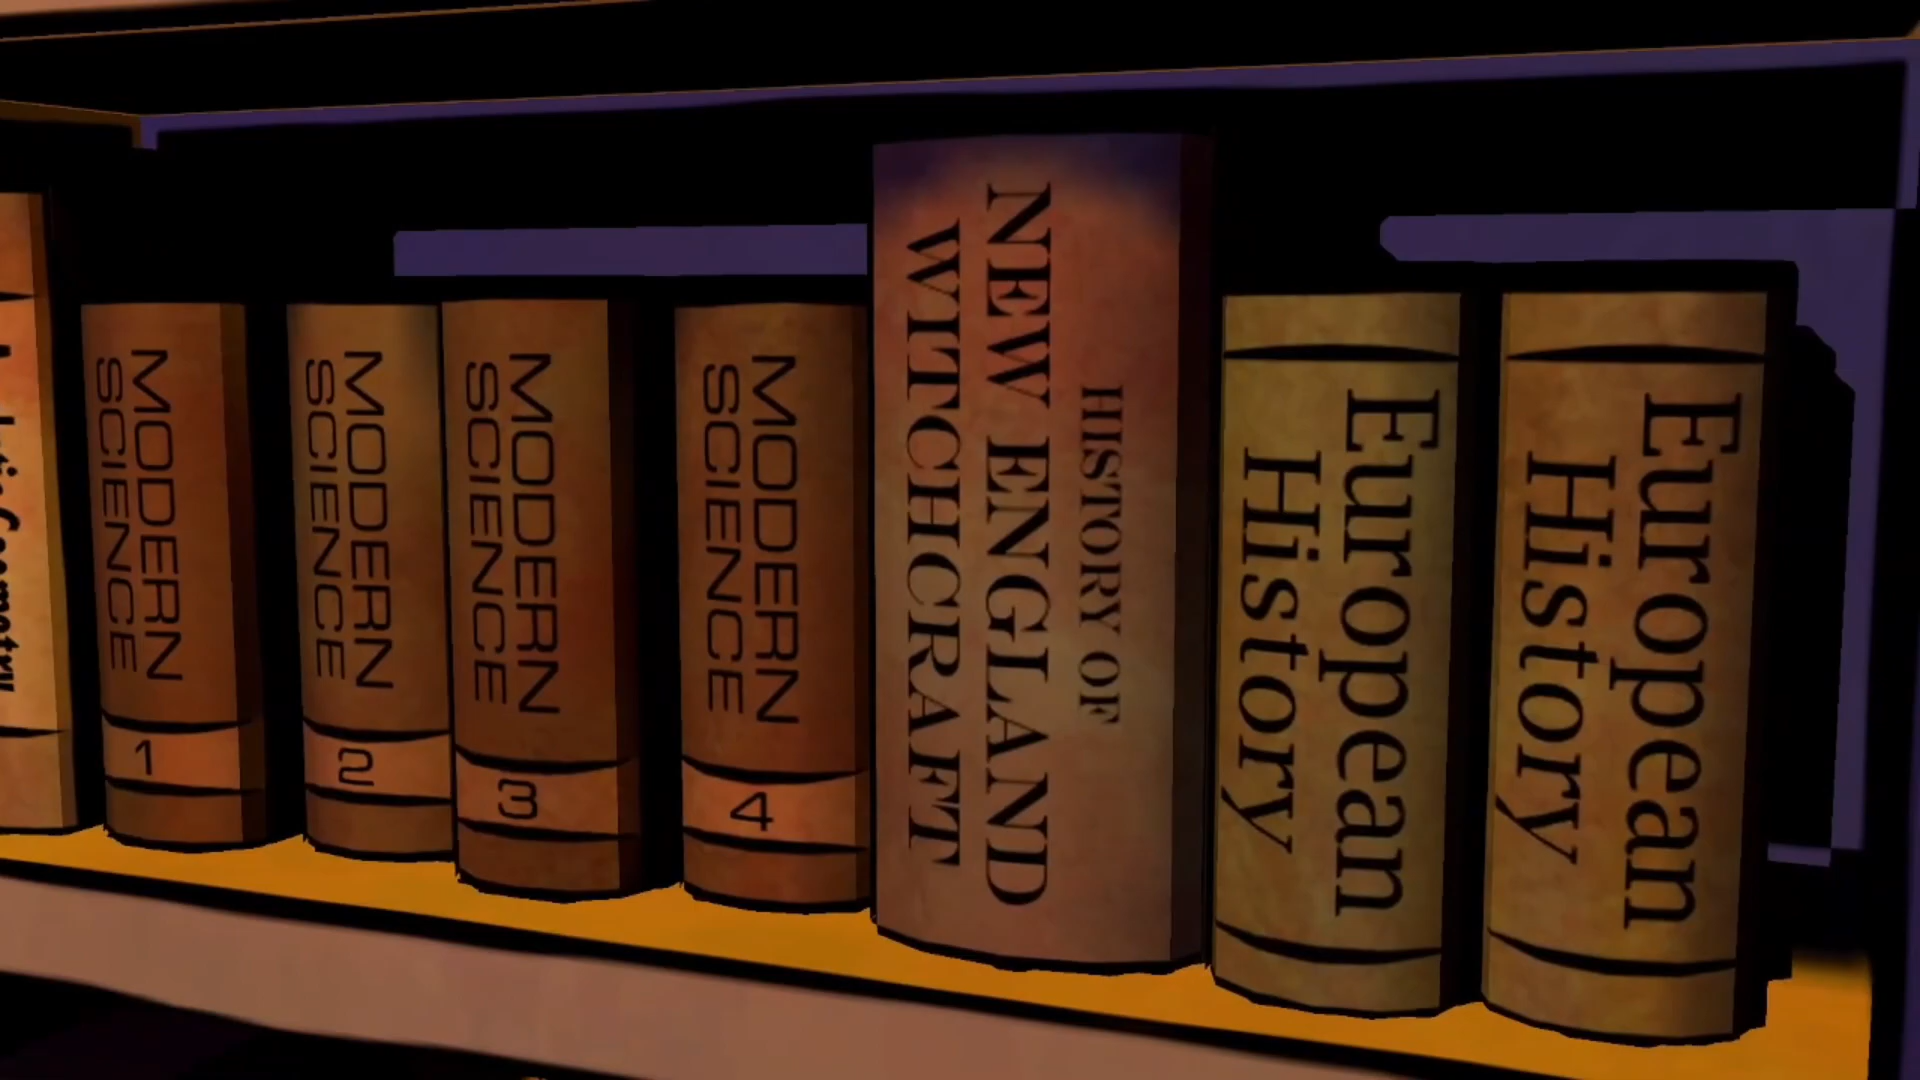 MODERN
SCIENCE
1
MODERN
SCIENCE
2
MODERN
SCIENCE
3
MODERN
SCIENCE
4
HISTORY OF
NEW ENGLAND
WITCHCRAFT
European
History
European
History